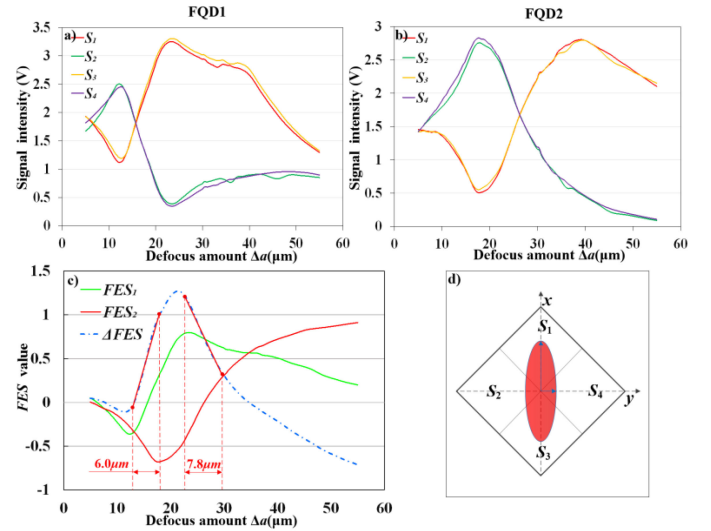 FQD1
a)
S₁
S₂
S₃
S₄
Signal intensity (V)
3.5
3
2.5
2
1.5
1
0.5
0
0 10 20 30 40 50 60
Defocus amount Δa(μm)
FQD2
b)
S₁
S₂
S₃
S₄
Signal intensity (V)
3
2.5
2
1.5
1
0.5
0
0 10 20 30 40 50 60
Defocus amount Δa(μm)
c)
FES₁
FES₂
ΔFES
FES value
1.5
1
0.5
0
-0.5
-1
6.0μm
7.8μm
0 10 20 30 40 50 60
Defocus amount Δa(μm)
d)
x
S₁
S₂
S₄
y
S₃